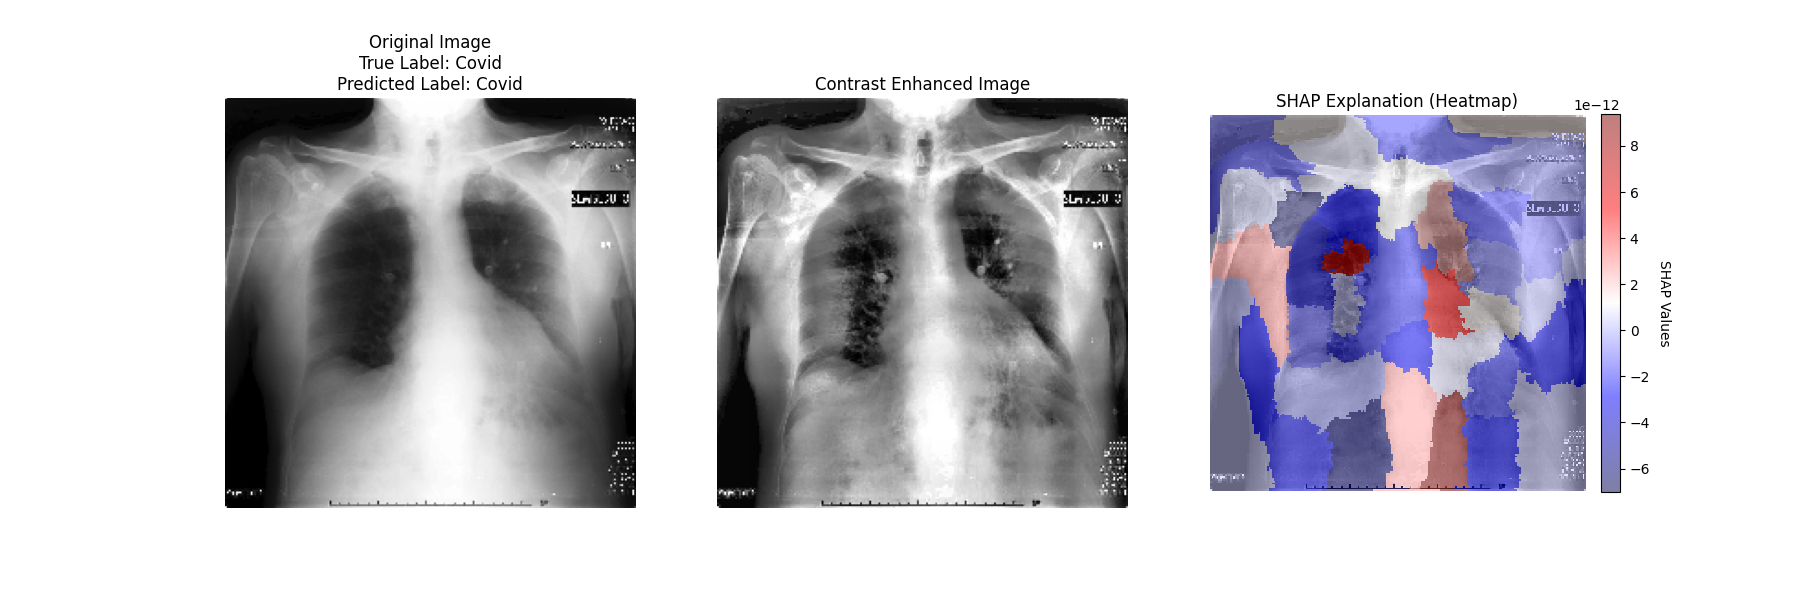 Original Image
True Label: Covid
Predicted Label: Covid
Contrast Enhanced Image
SHAP Explanation (Heatmap)
1e−12
8
6
4
2
0
−2
−4
−6
SHAP Values